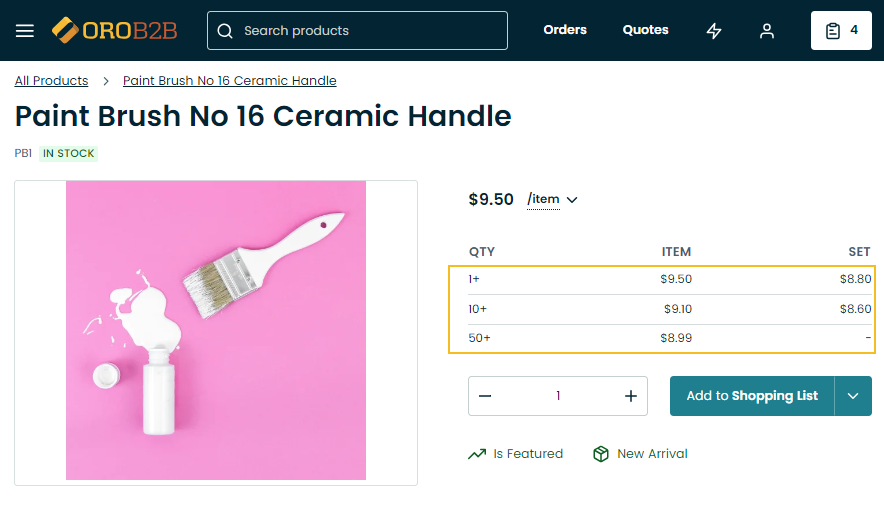 OROB2B Search products Orders Quotes 4
All Products > Paint Brush No 16 Ceramic Handle
Paint Brush No 16 Ceramic Handle
PB1 IN STOCK
$9.50 /item
QTY ITEM SET
1+ $9.50 $8.80
10+ $9.10 $8.60
50+ $8.99 -
1 Add to Shopping List
Is Featured New Arrival